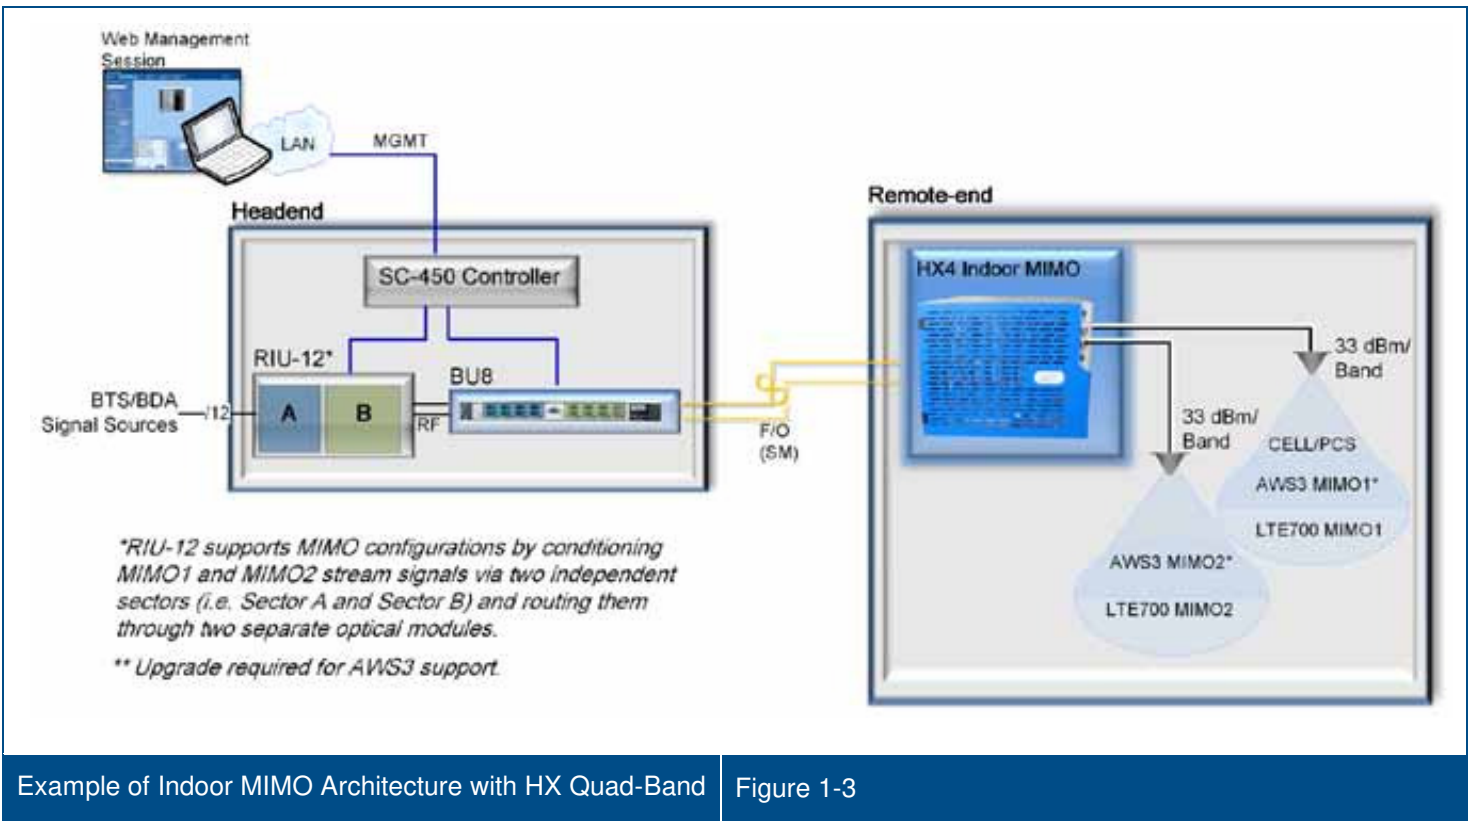 Web Management
Session
LAN
MGMT
Headend
SC-450 Controller
RIU-12*
BU8
BTS/BDA
Signal Sources
/12
A
B
RF
F/O
(SM)
Remote-end
HX4 Indoor MIMO
33 dBm/
Band
33 dBm/
Band
CELL/PCS
AWS3 MIMO1*
LTE700 MIMO1
AWS3 MIMO2*
LTE700 MIMO2
*RIU-12 supports MIMO configurations by conditioning
MIMO1 and MIMO2 stream signals via two independent
sectors (i.e. Sector A and Sector B) and routing them
through two separate optical modules.
** Upgrade required for AWS3 support.
Example of Indoor MIMO Architecture with HX Quad-Band
Figure 1-3